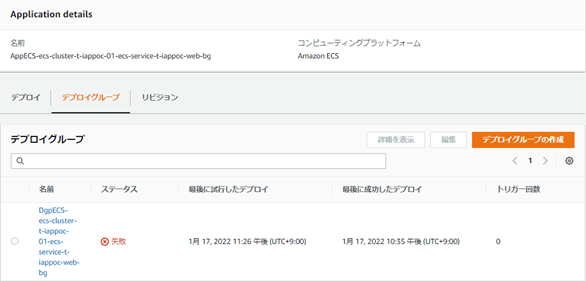 Application details
名前
コンピューティングプラットフォーム
AppECS-ecs-cluster-t-iappoc-01-ecs-service-t-iappoc-web-bg
Amazon ECS
デプロイ
デプロイグループ
リビジョン
デプロイグループ
詳細を表示
編集
デプロイグループの作成
1
名前
ステータス
最後に試行したデプロイ
最後に成功したデプロイ
トリガー回数
DgpECS-
ecs-cluster-
t-iappoc-
01-ecs-
service-t-
iappoc-web-
bg
失敗
1月 17, 2022 11:26 午後 (UTC+9:00)
1月 17, 2022 10:35 午後 (UTC+9:00)
0